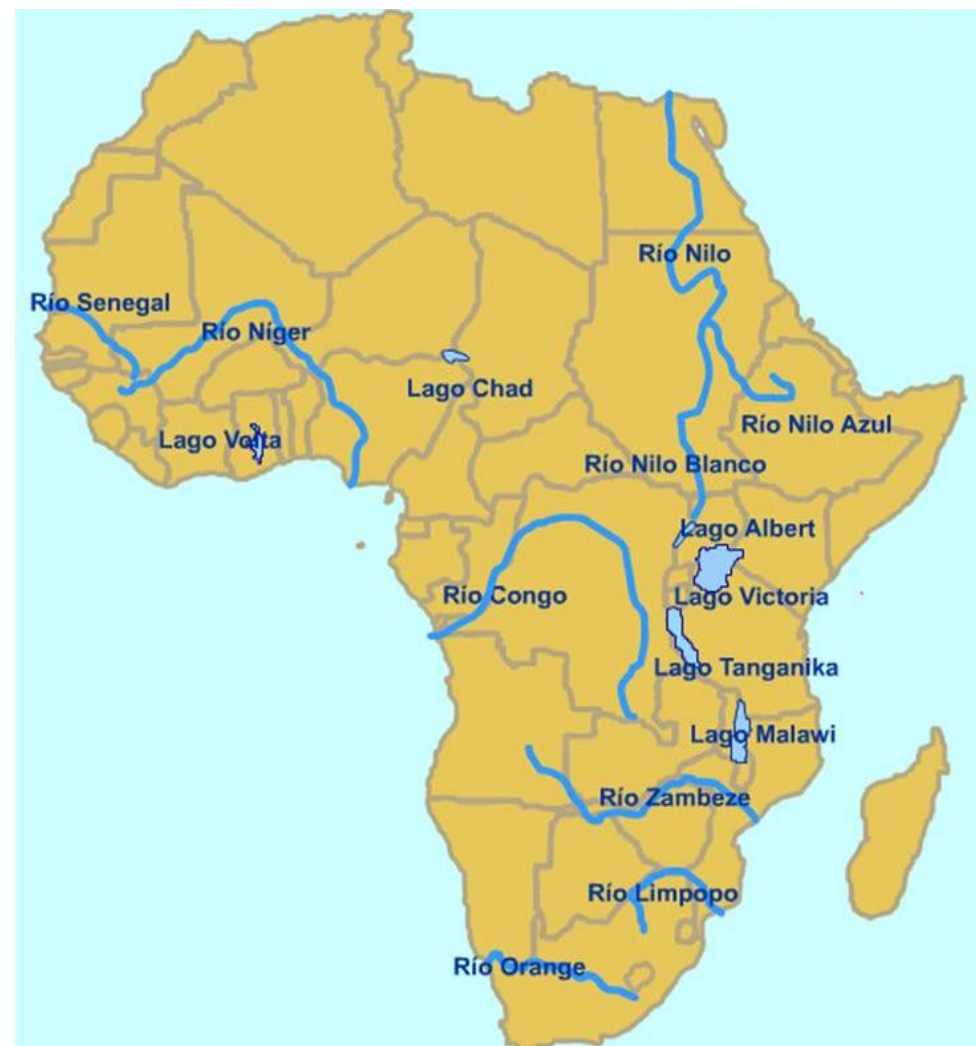 Río Nilo
Río Senegal
Río Níger
Lago Chad
Río Nilo Azul
Lago Volta
Río Nilo Blanco
Lago Albert
Río Congo
Lago Victoria
Lago Tanganika
Lago Malawi
Río Zambeze
Río Limpopo
Río Orange